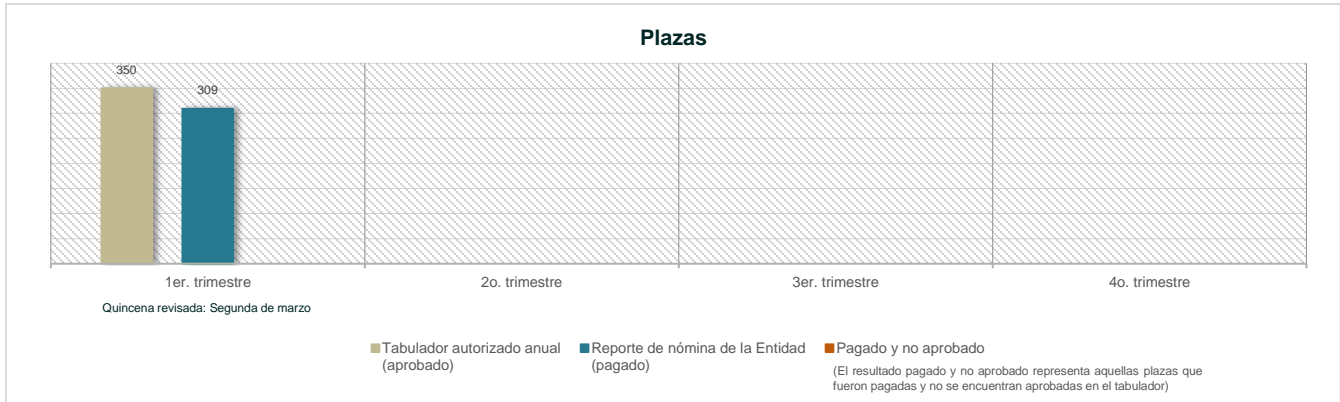 Plazas
350
309
1er. trimestre
2o. trimestre
3er. trimestre
4o. trimestre
Quincena revisada: Segunda de marzo
Tabulador autorizado anual
(aprobado)
Reporte de nómina de la Entidad
(pagado)
Pagado y no aprobado
(El resultado pagado y no aprobado representa aquellas plazas que
fueron pagadas y no se encuentran aprobadas en el tabulador)